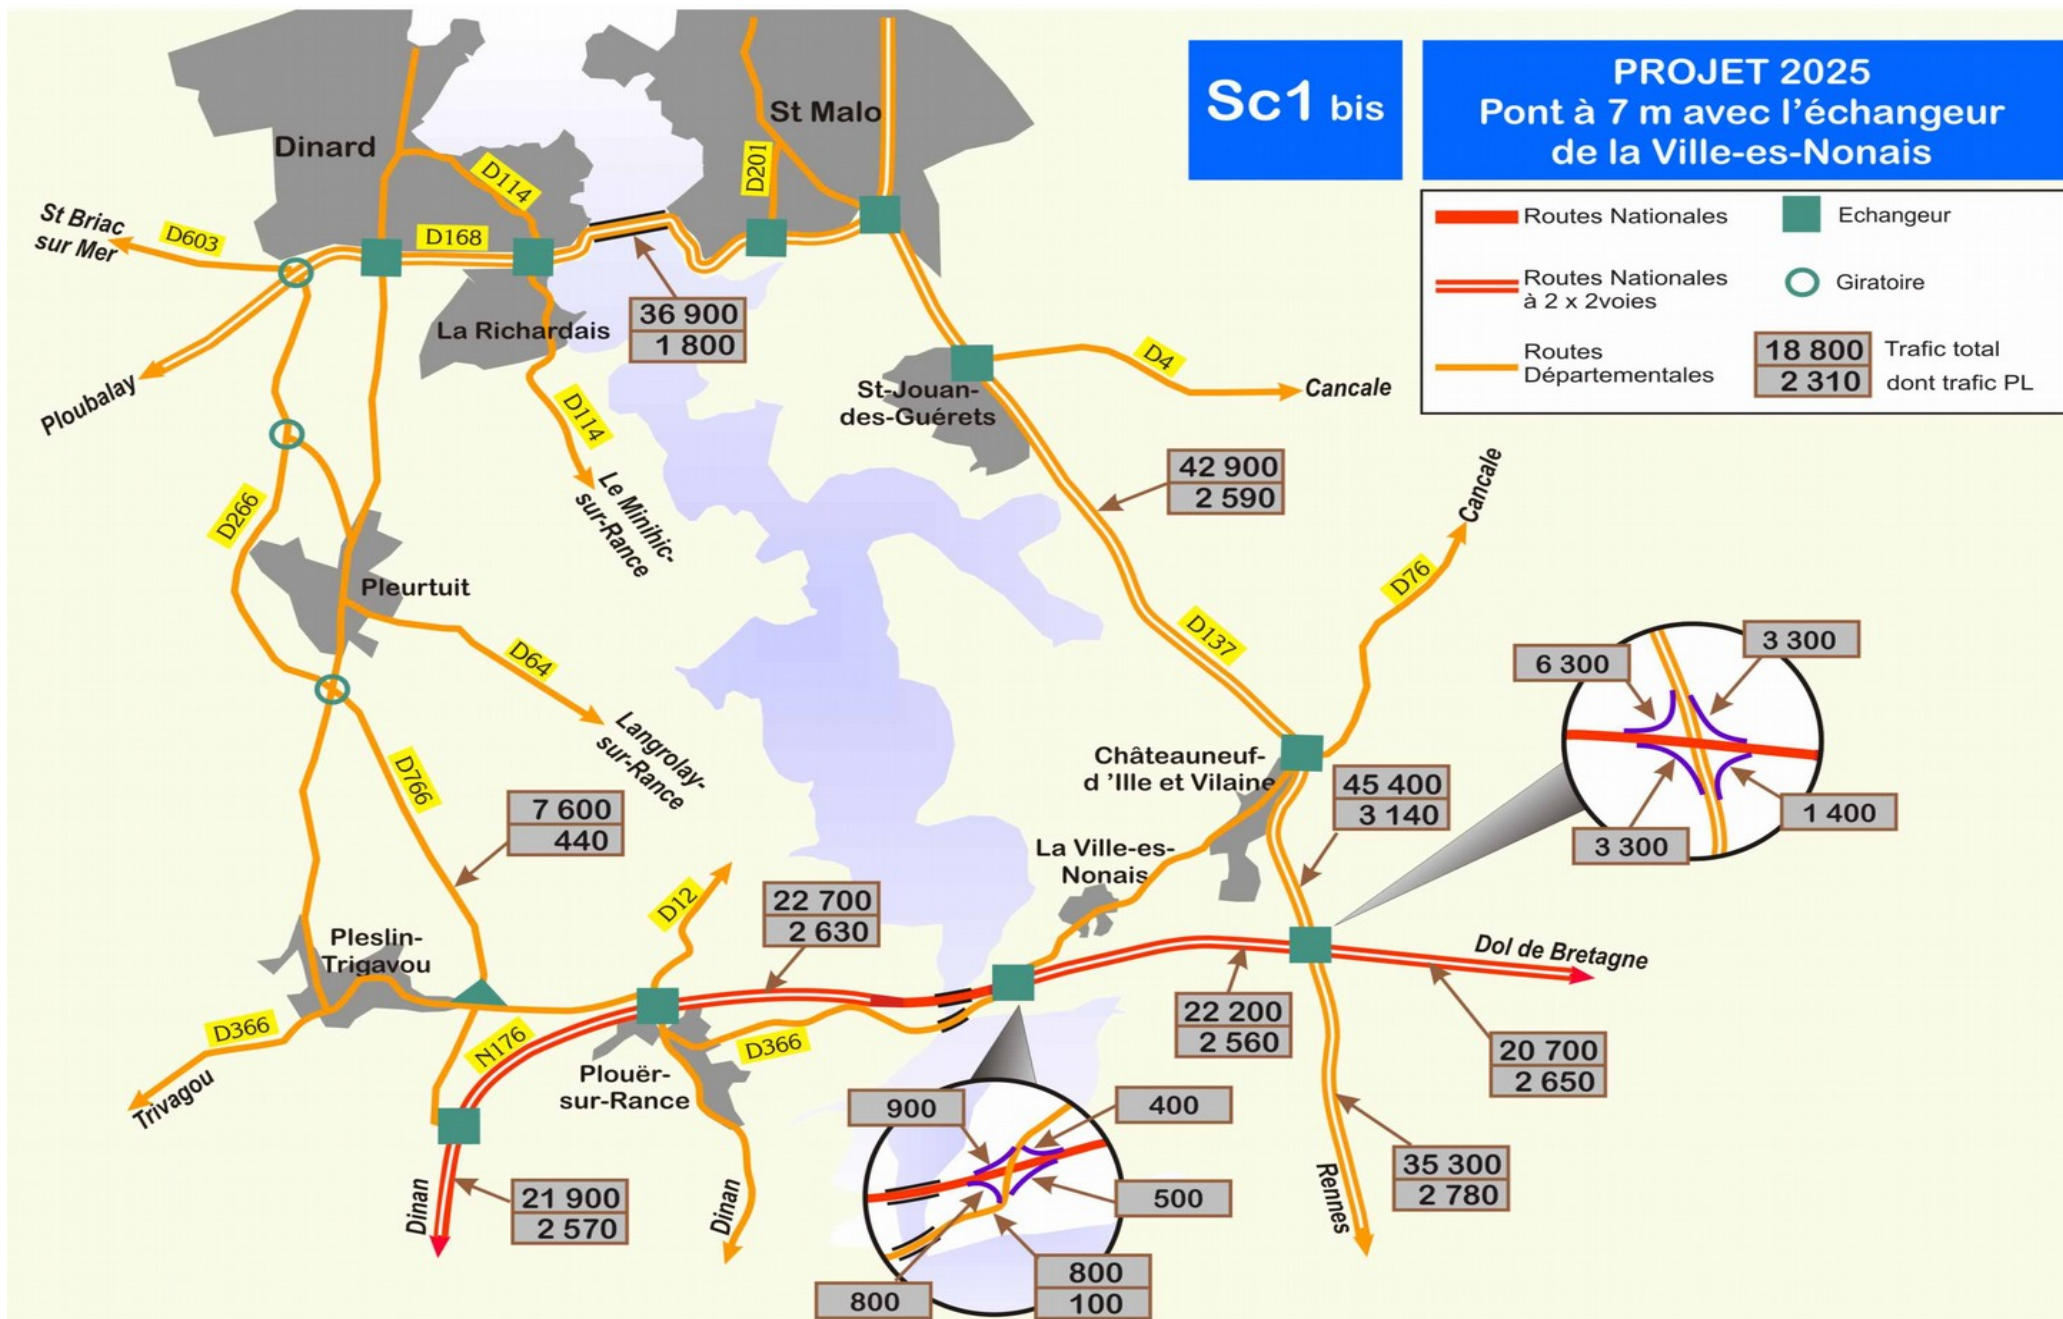 Sc1 bis
PROJET 2025
Pont à 7 m avec l'échangeur
de la Ville-es-Nonais
Routes Nationales
Echangeur
Routes Nationales
à 2 x 2voies
Giratoire
Routes
Départementales
18 800
2 310
Trafic total
dont trafic PL
Dinard
St Malo
D114
D201
St Briac
sur Mer
D603
D168
La Richardais
36 900
1 800
Ploubalay
D4
Cancale
St-Jouan-
des-Guérets
D114
Le Minihic-
sur-Rance
42 900
2 590
Cancale
D266
D76
Pleurtuit
D64
D137
Langrolay-
sur-Rance
6 300
3 300
3 300
1 400
D766
Châteauneuf-
d 'Ille et Vilaine
45 400
3 140
7 600
440
La Ville-es-
Nonais
D12
22 700
2 630
Pleslin-
Trigavou
Dol de Bretagne
D366
N176
D366
22 200
2 560
20 700
2 650
Trivagou
Plouër-
sur-Rance
900
400
500
800
800
100
Dinan
21 900
2 570
Dinan
Rennes
35 300
2 780